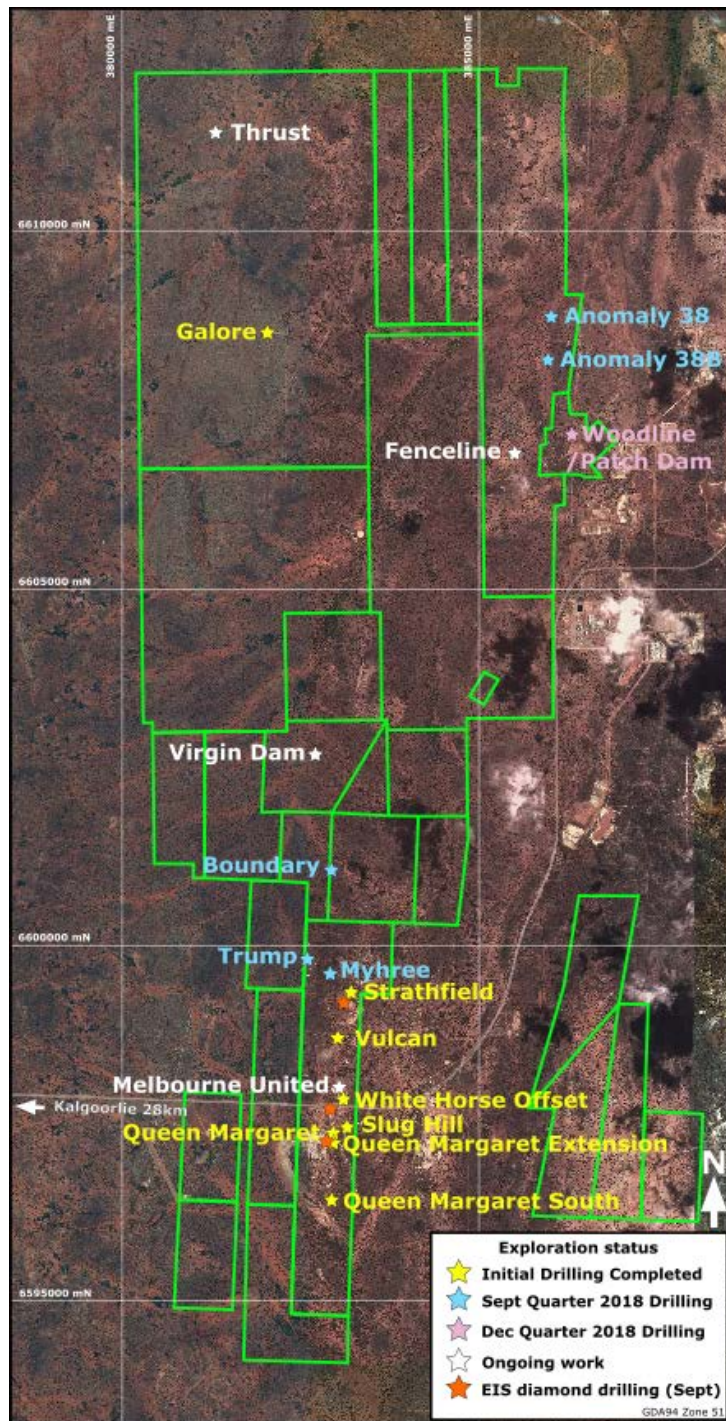 380000 mE
385000 mE
Thrust
6610000 mN
Anomaly 38
Galore
Anomaly 38B
Woodline
/Patch Dam
Fenceline
6605000 mN
Virgin Dam
Boundary
6600000 mN
Trump
Myhree
Strathfield
Vulcan
Melbourne United
White Horse Offset
Kalgoorlie 28km
Slug Hill
Queen Margaret
Queen Margaret Extension
N
Queen Margaret South
Exploration status
Initial Drilling Completed
Sept Quarter 2018 Drilling
Dec Quarter 2018 Drilling
Ongoing work
EIS diamond drilling (Sept)
6595000 mN
GDA94 Zone 51